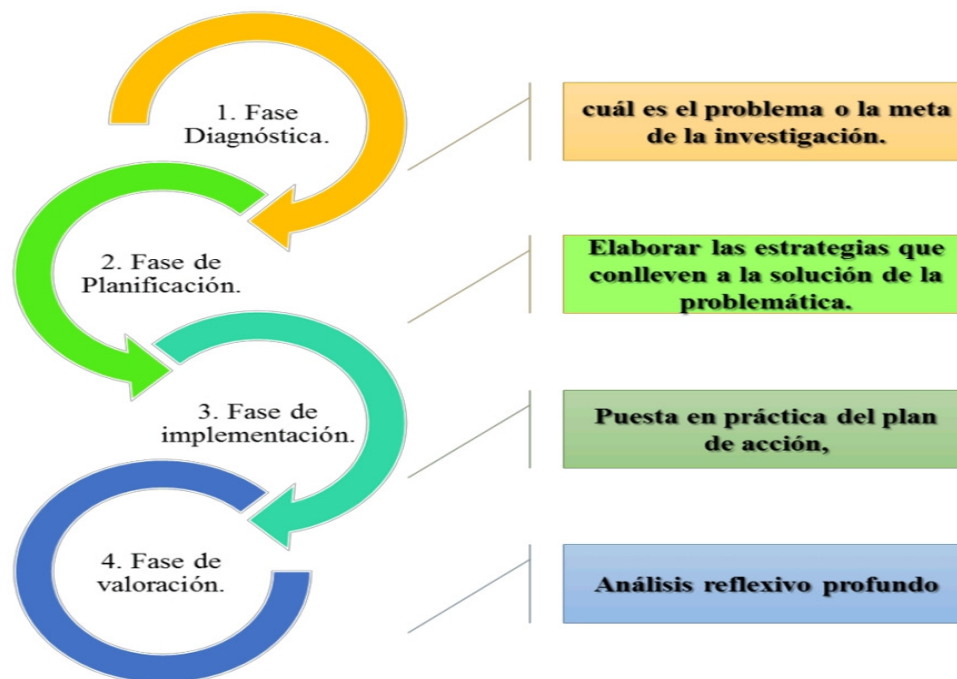 1. Fase
Diagnóstica.
cuál es el problema o la meta
de la investigación.
2. Fase de
Planificación.
Elaborar las estrategias que
conlleven a la solución de la
problemática.
3. Fase de
implementación.
Puesta en práctica del plan
de acción,
4. Fase de
valoración.
Análisis reflexivo profundo